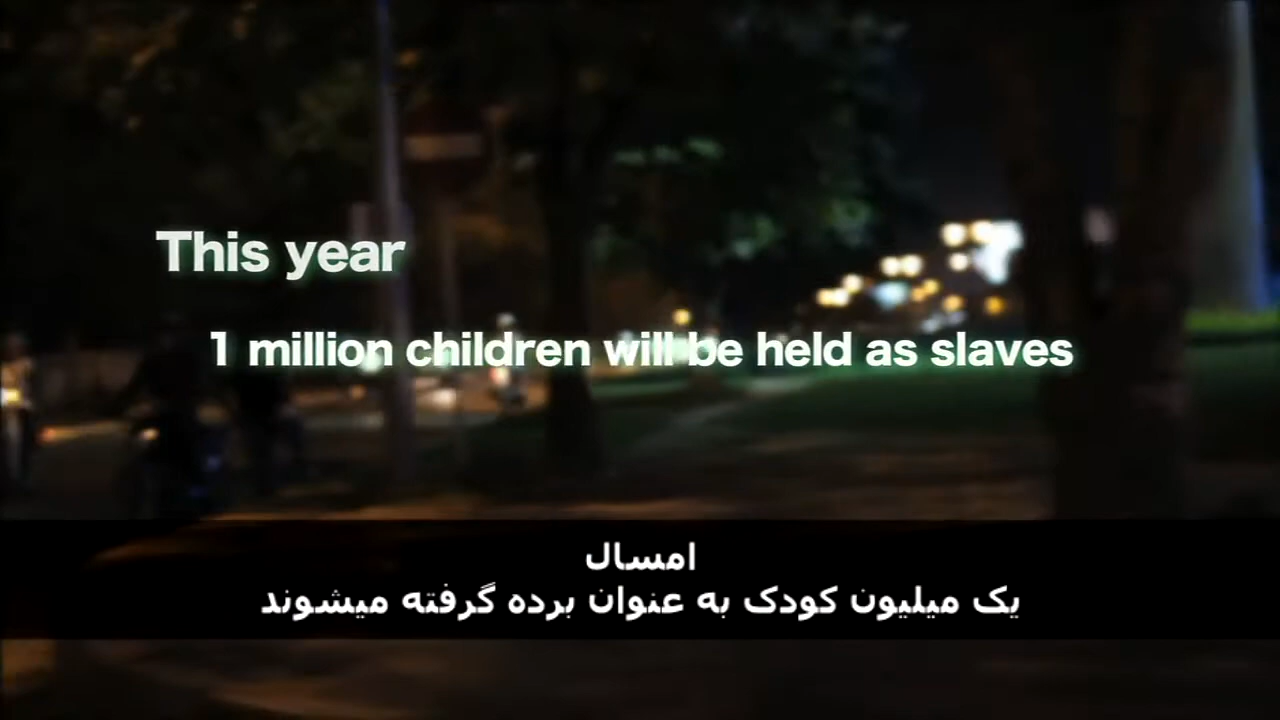 This year
1 million children will be held as slaves
امسال
یک میلیون کودک به عنوان برده گرفته میشوند